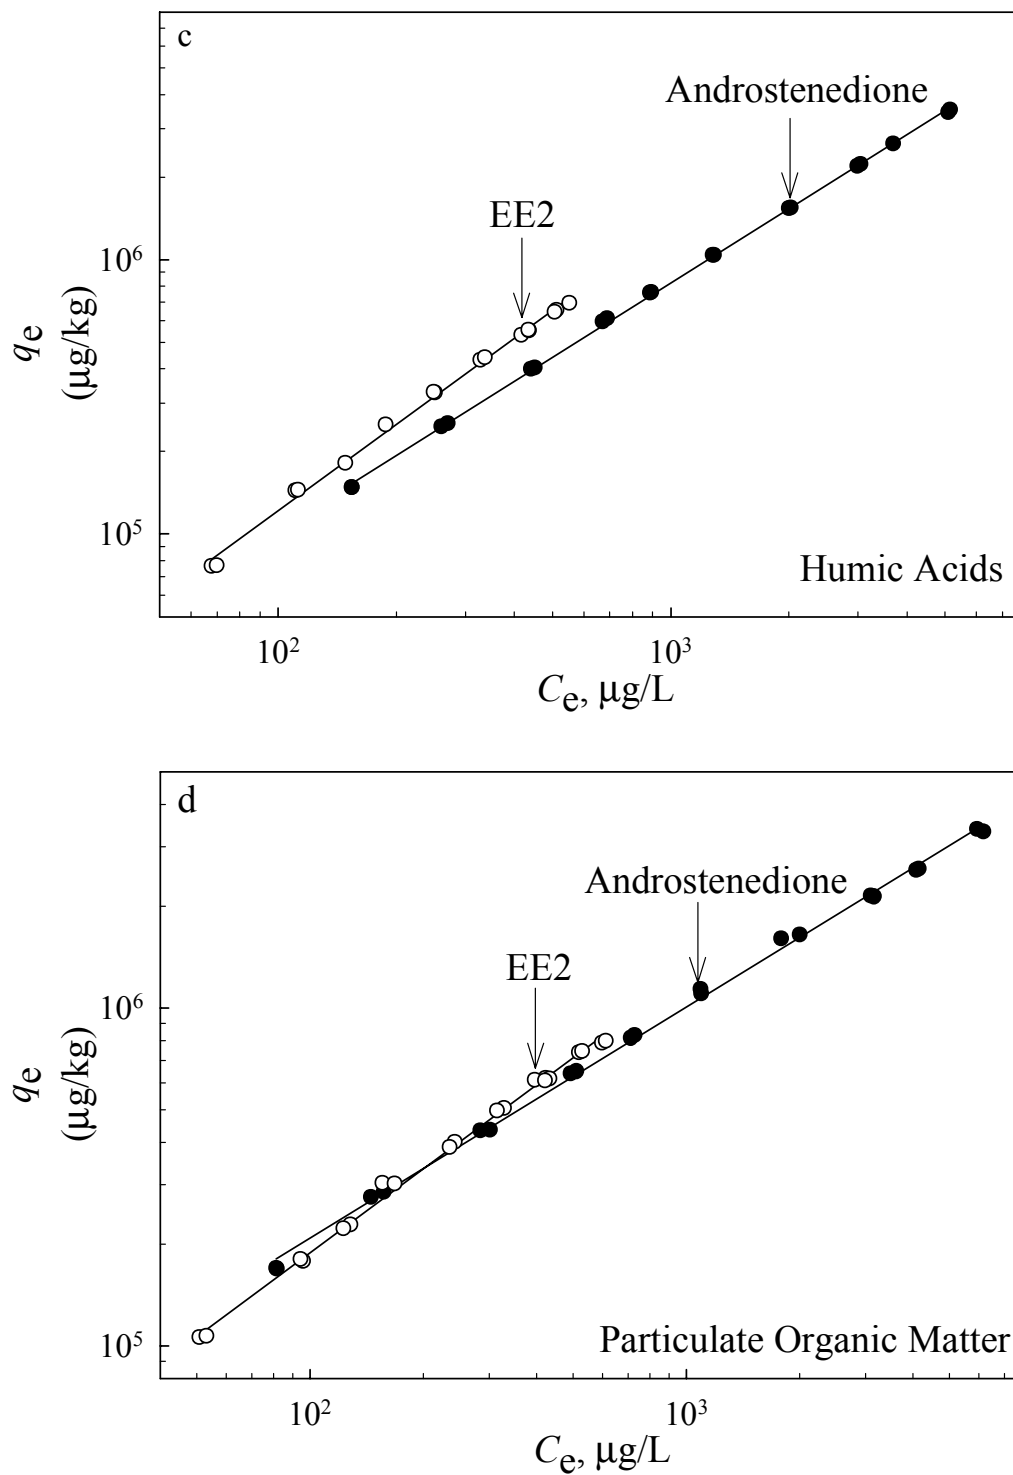 c
Androstenedione
EE2
10⁶
qe
(µg/kg)
10⁵
Humic Acids
10² 10³
Ce, µg/L
d
Androstenedione
EE2
10⁶
qe
(µg/kg)
10⁵
Particulate Organic Matter
10² 10³
Ce, µg/L